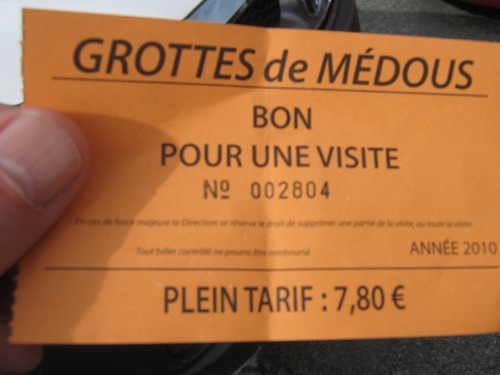 GROTTES de MÉDOUS
BON
POUR UNE VISITE
Nº 002804
En cas de force majeure la Direction se réserve le droit de supprimer une partie de la visite, ou toute la visite.
Tout billet contrôlé ne pourra être remboursé
ANNÉE 2010
PLEIN TARIF : 7,80 €